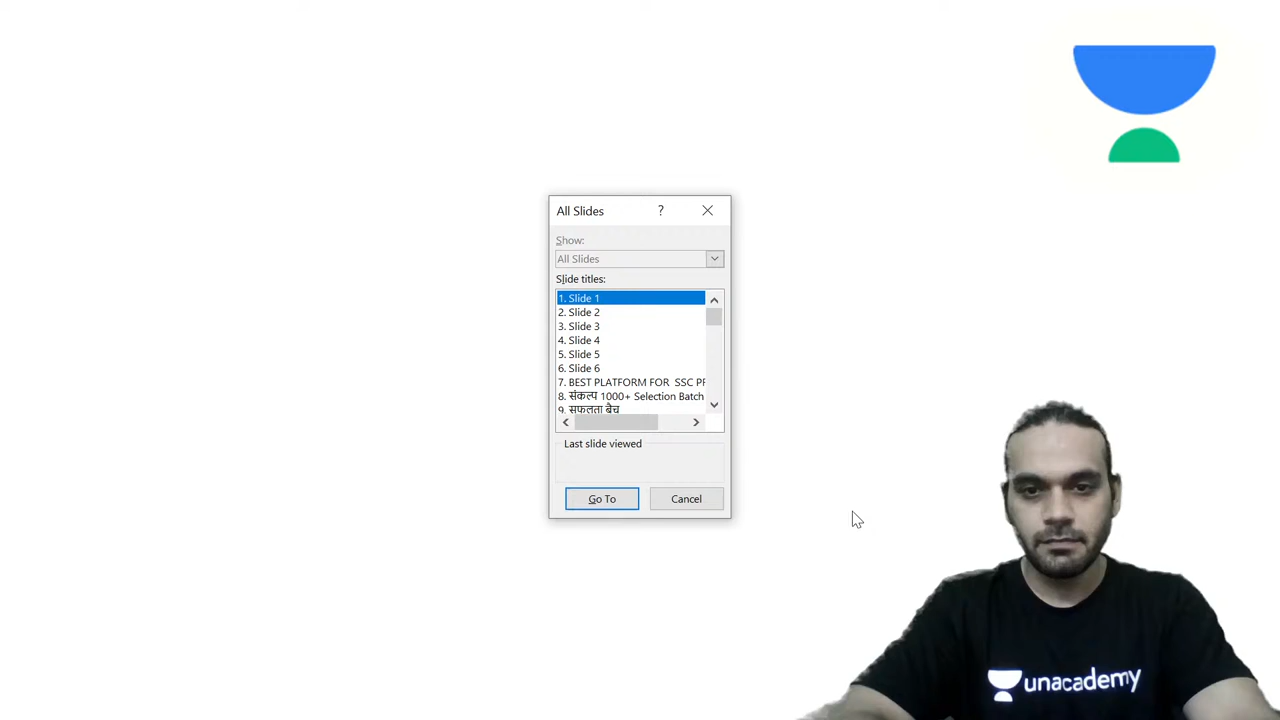 All Slides
?
Show:
All Slides
Slide titles:
1. Slide 1
2. Slide 2
3. Slide 3
4. Slide 4
5. Slide 5
6. Slide 6
7. BEST PLATFORM FOR SSC PR
8. संकल्प 1000+ Selection Batch
9. सफलता बैच
Last slide viewed
Go To
Cancel
unacademy